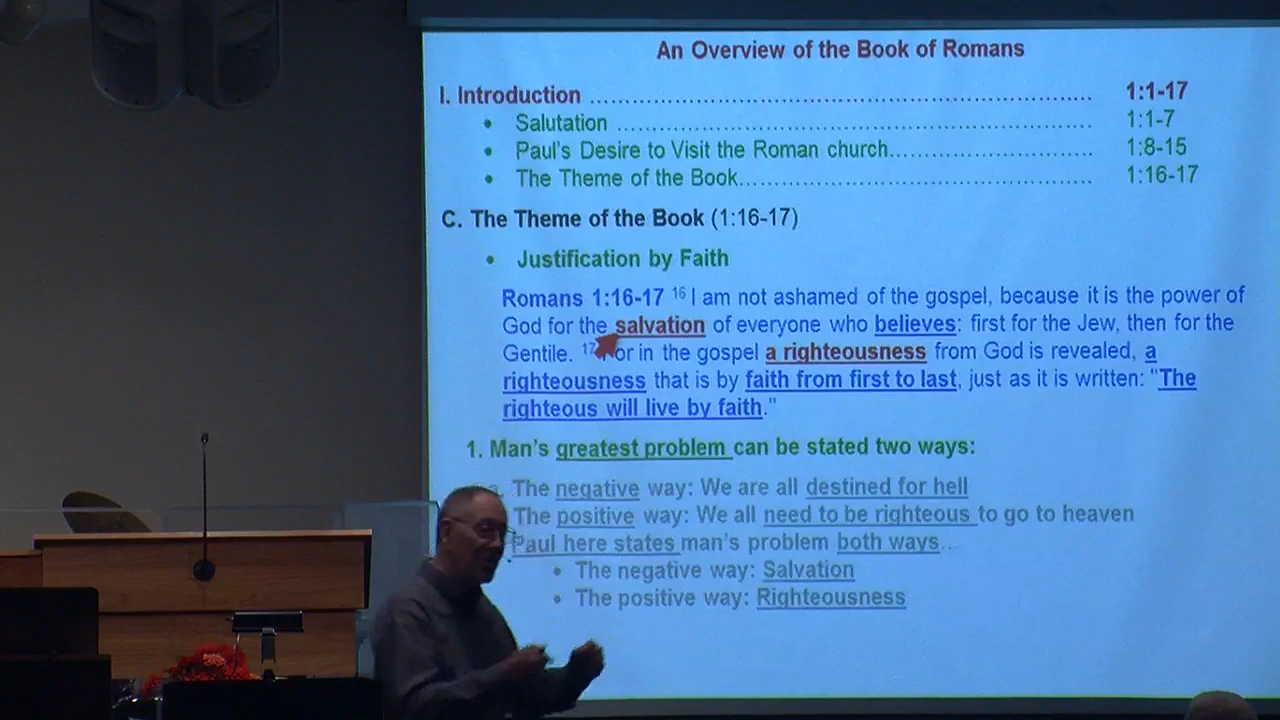 An Overview of the Book of Romans
I. Introduction ........................................................................ 1:1-17
• Salutation .................................................................... 1:1-7
• Paul's Desire to Visit the Roman church............................. 1:8-15
• The Theme of the Book.................................................. 1:16-17
C. The Theme of the Book (1:16-17)
• Justification by Faith
Romans 1:16-17 16 I am not ashamed of the gospel, because it is the power of
God for the salvation of everyone who believes: first for the Jew, then for the
Gentile. 17 or in the gospel a righteousness from God is revealed, a
righteousness that is by faith from first to last, just as it is written: "The
righteous will live by faith."
1. Man's greatest problem can be stated two ways:
The negative way: We are all destined for hell
The positive way: We all need to be righteous to go to heaven
Paul here states man's problem both ways...
• The negative way: Salvation
• The positive way: Righteousness